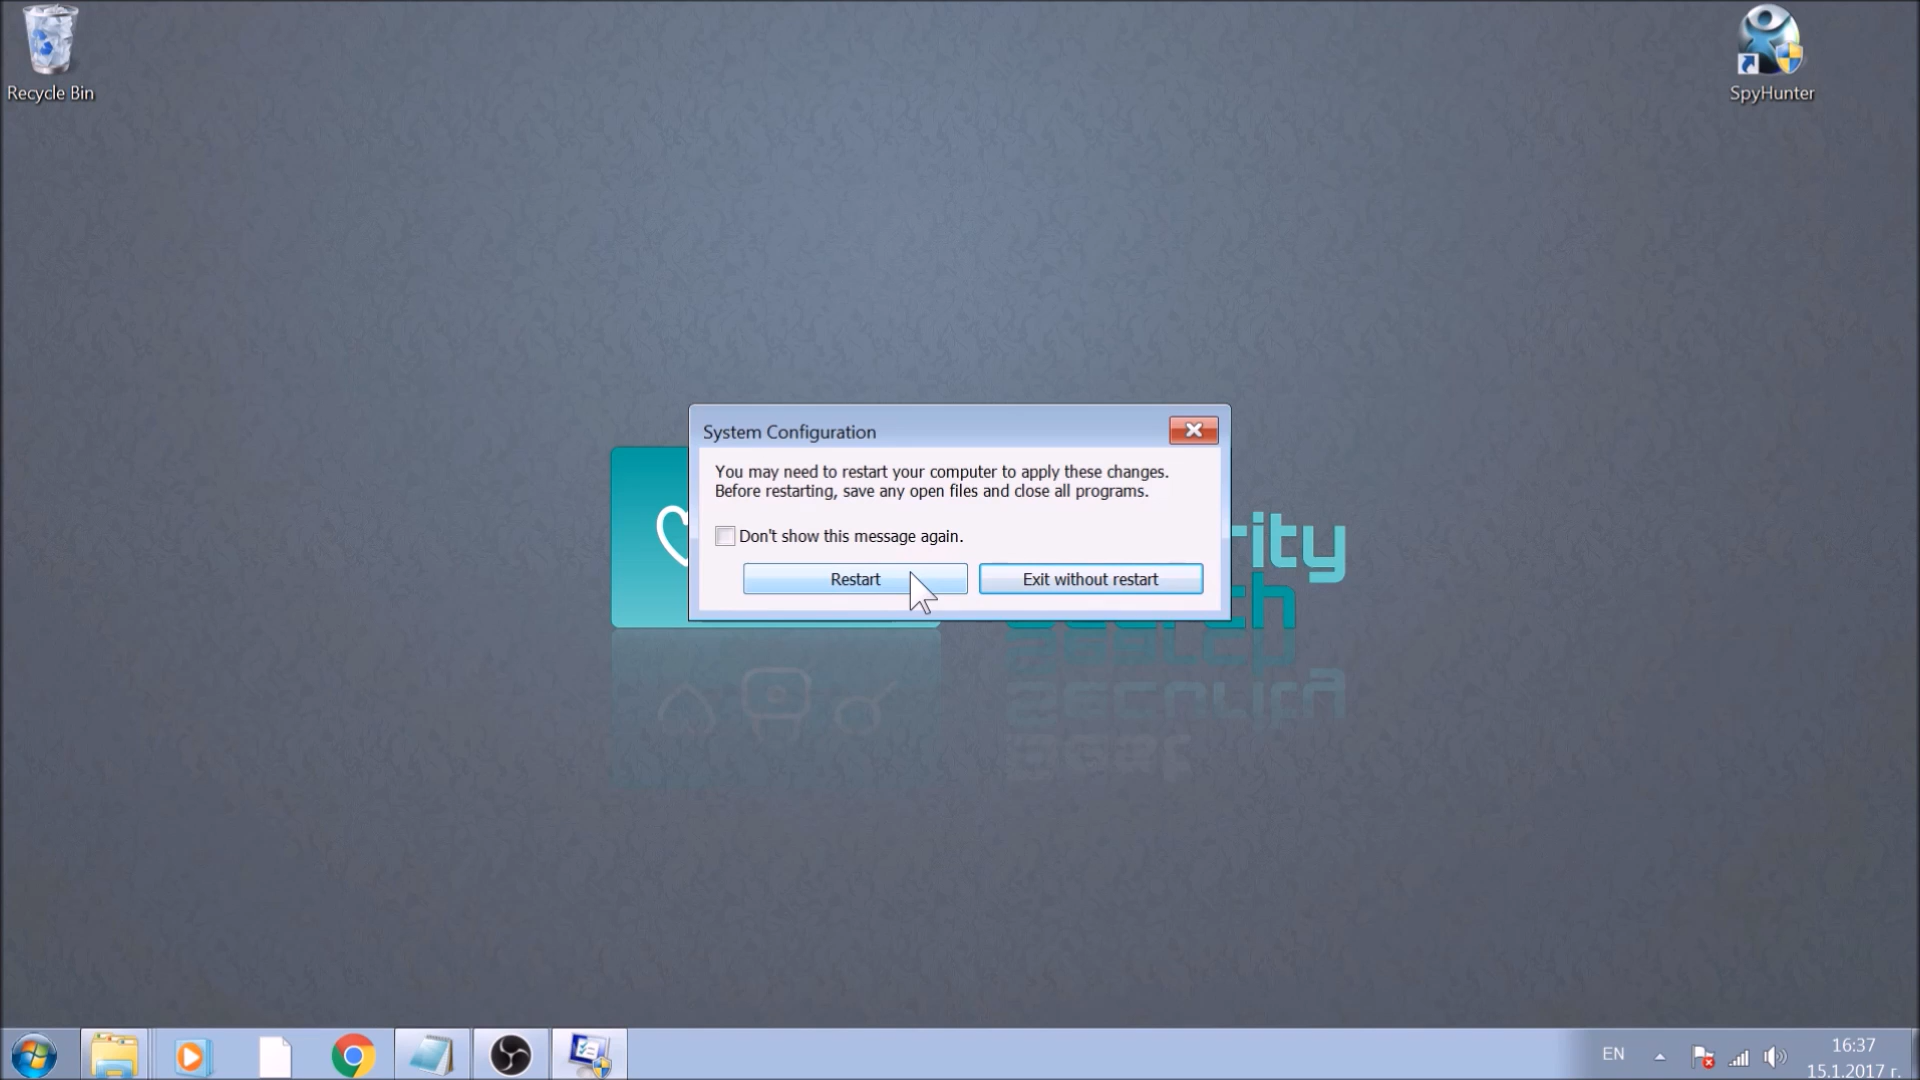 Recycle Bin
SpyHunter
System Configuration
You may need to restart your computer to apply these changes.
Before restarting, save any open files and close all programs.
Don't show this message again.
Restart
Exit without restart
rity
EN
16:37
15.1.2017 г.